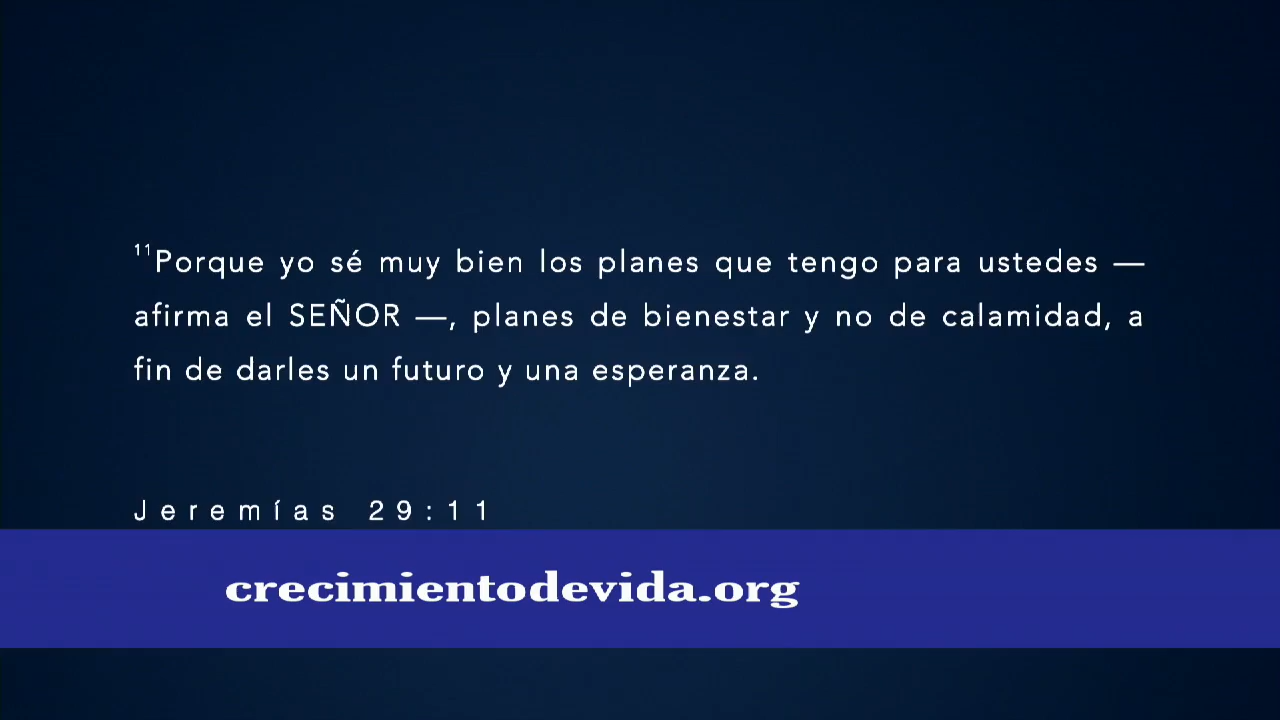 ¹¹Porque yo sé muy bien los planes que tengo para ustedes —
afirma el SEÑOR —, planes de bienestar y no de calamidad, a
fin de darles un futuro y una esperanza.
Jeremías 29:11
crecimientodevida.org